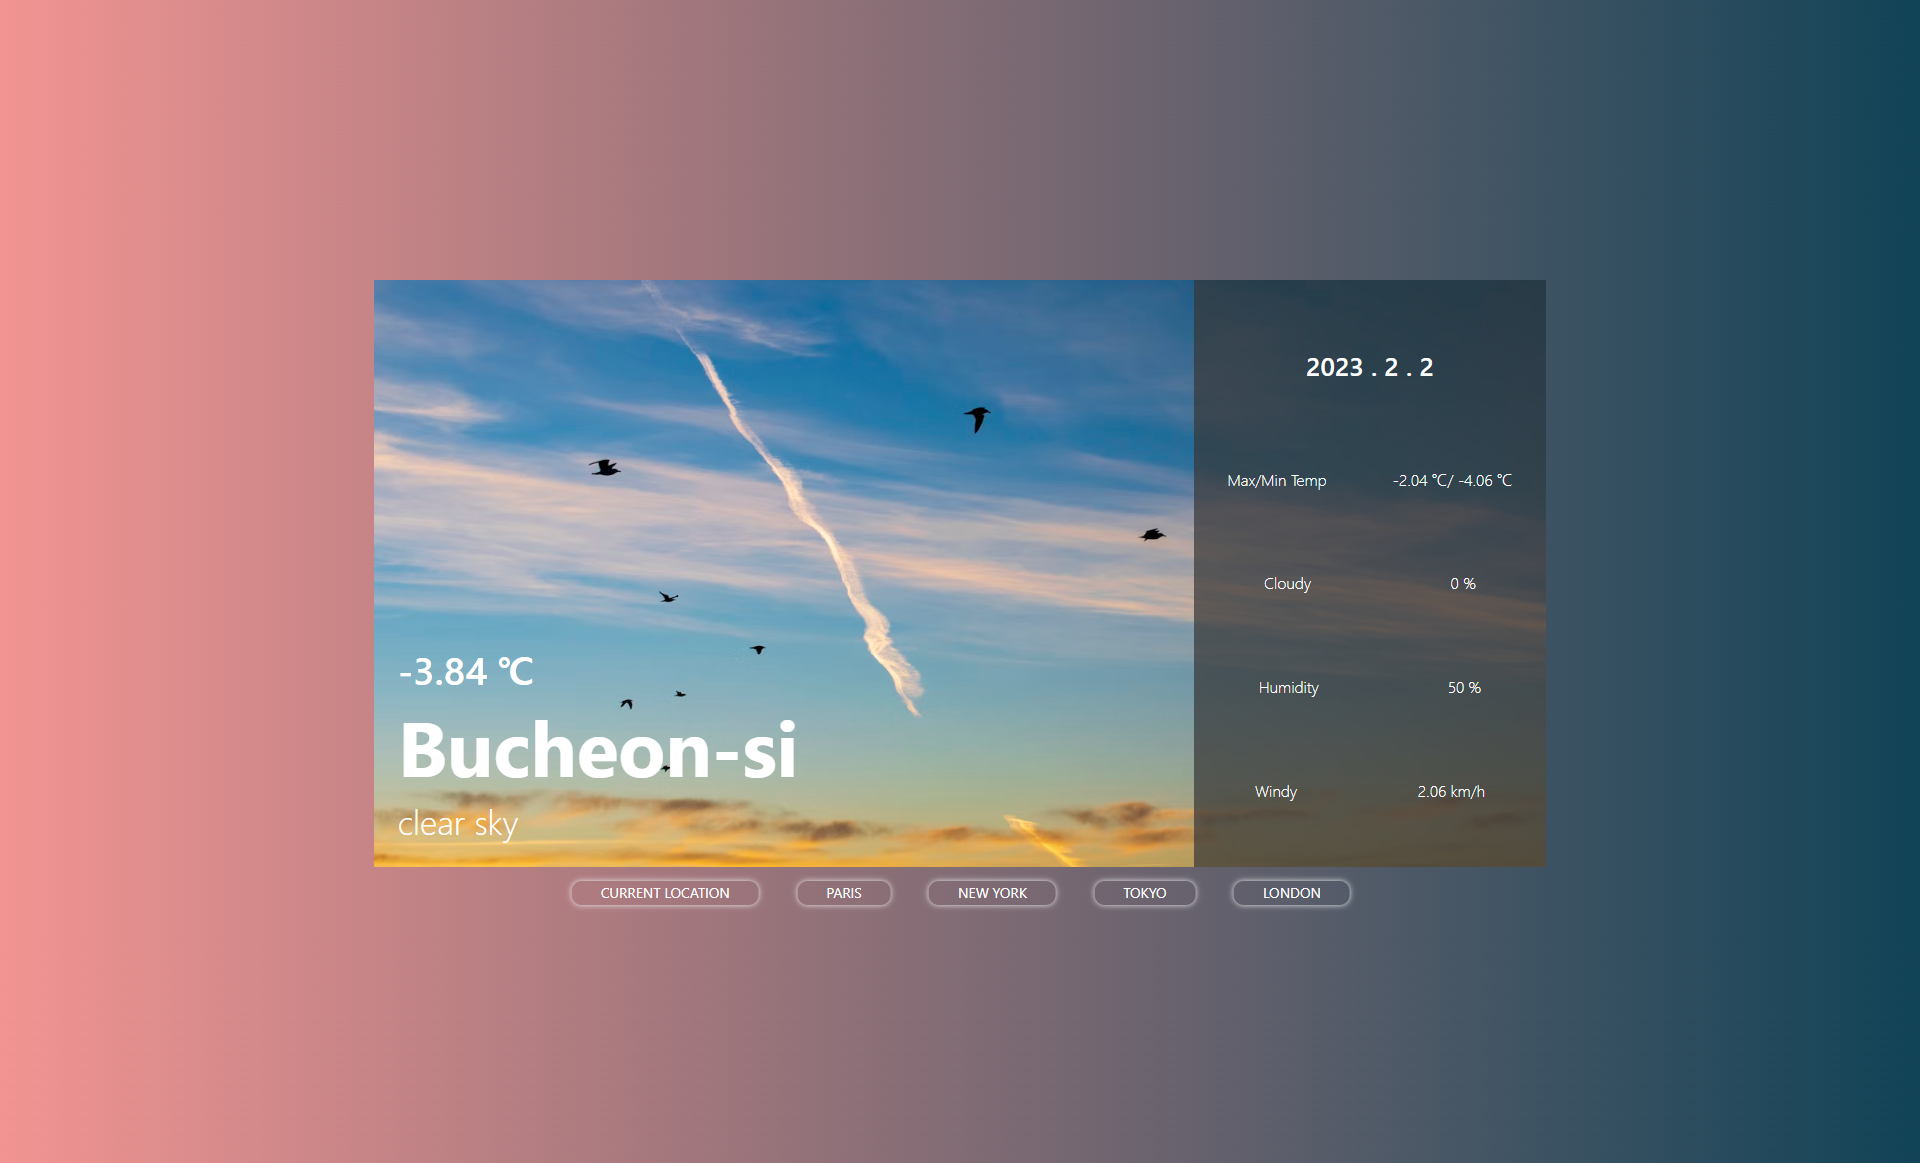 2023 . 2 . 2
Max/Min Temp -2.04 ℃/ -4.06 ℃
Cloudy 0 %
Humidity 50 %
Windy 2.06 km/h
-3.84 ℃
Bucheon-si
clear sky
CURRENT LOCATION PARIS NEW YORK TOKYO LONDON